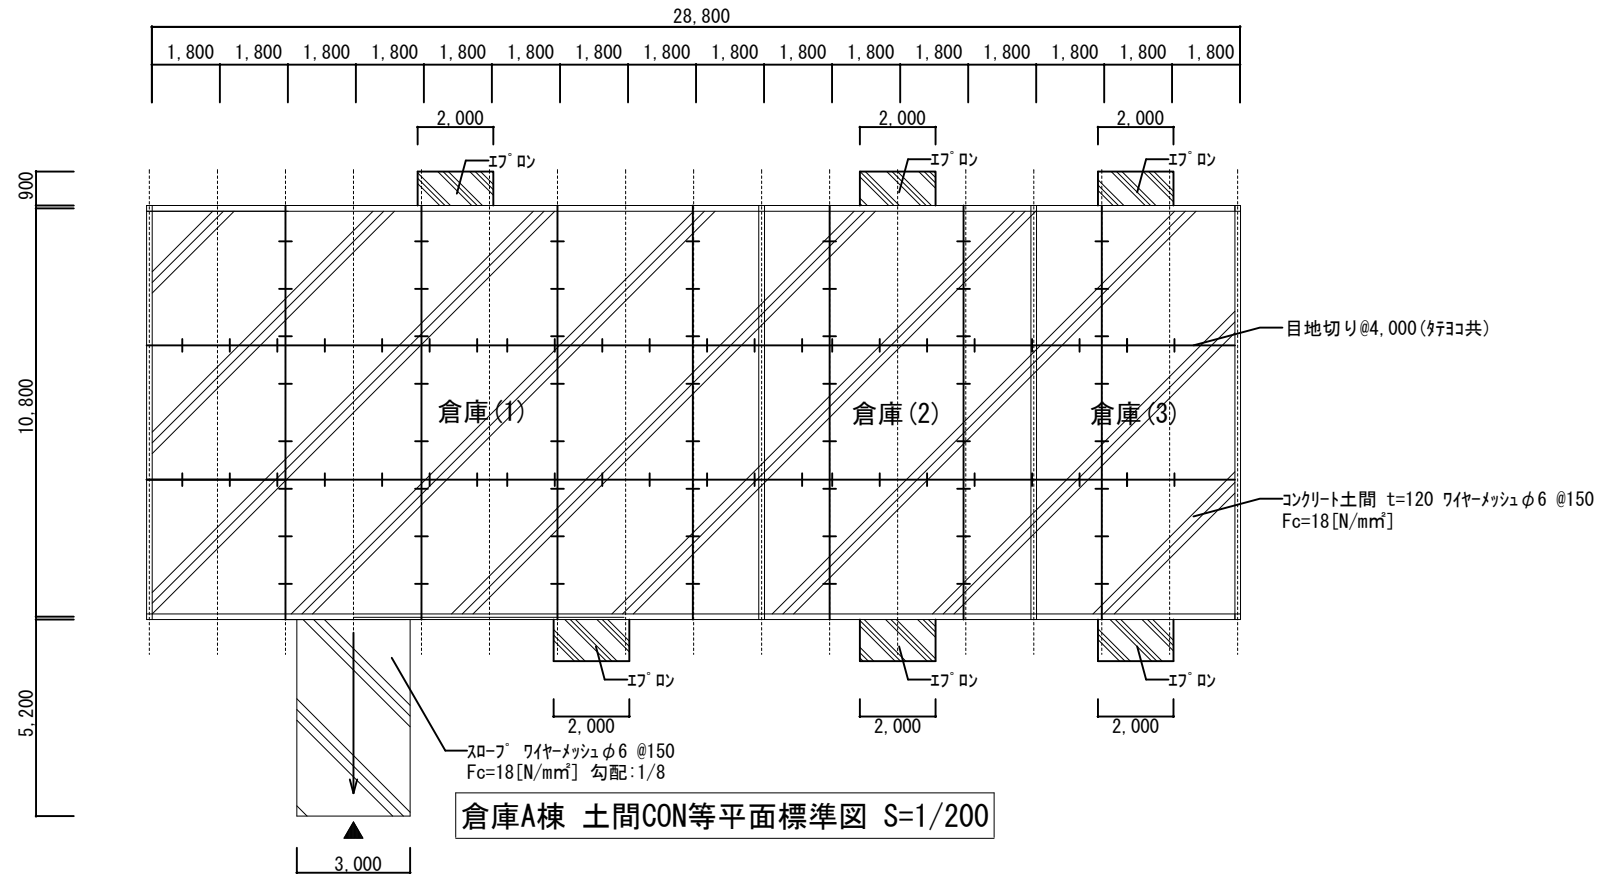 28,800
1,800 1,800 1,800 1,800 1,800 1,800 1,800 1,800 1,800 1,800 1,800 1,800 1,800 1,800 1,800 1,800
2,000 2,000 2,000
ｴﾌﾟﾛﾝ ｴﾌﾟﾛﾝ ｴﾌﾟﾛﾝ
900
目地切り@4,000(ﾀﾃﾖｺ共)
10,800
倉庫(1) 倉庫(2) 倉庫(3)
ｺﾝｸﾘｰﾄ土間 t=120 ﾜｲﾔｰﾒｯｼｭφ6 @150
Fc=18[N/m㎡]
ｴﾌﾟﾛﾝ ｴﾌﾟﾛﾝ ｴﾌﾟﾛﾝ
5,200
2,000 2,000 2,000
ｽﾛｰﾌﾟ ﾜｲﾔｰﾒｯｼｭφ6 @150
Fc=18[N/m㎡] 勾配:1/8
倉庫A棟 土間CON等平面標準図 S=1/200
3,000